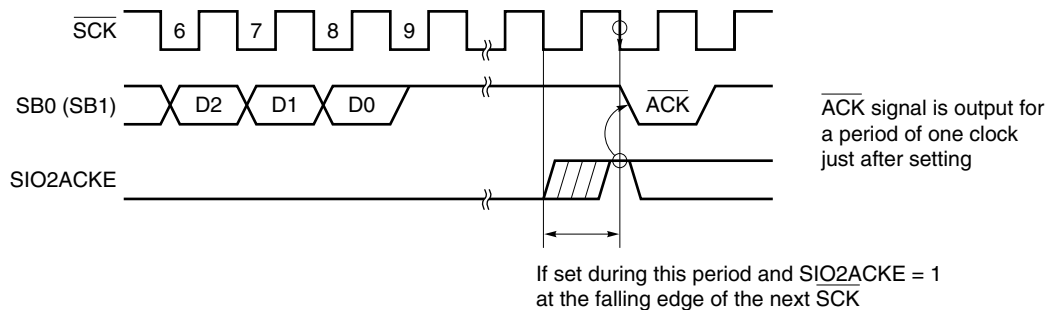 SCK
6 7 8 9
SB0 (SB1)
D2 D1 D0
ACK
ACK signal is output for
a period of one clock
just after setting
SIO2ACKE
If set during this period and SIO2ACKE = 1
at the falling edge of the next SCK